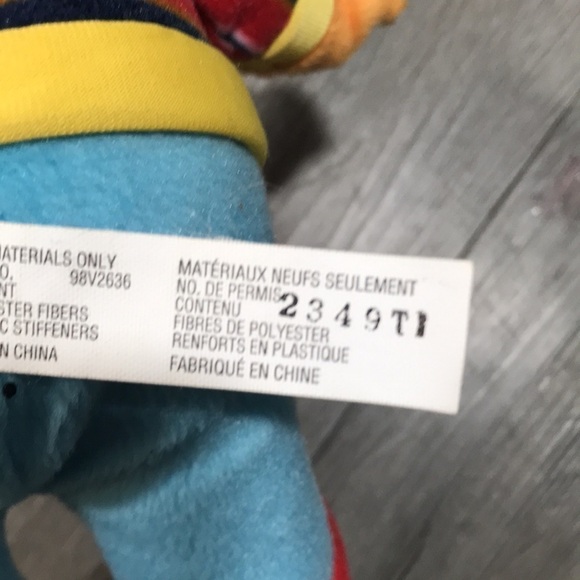 MATERIALS ONLY
O. 98V2636
NT
STER FIBERS
C STIFFENERS
N CHINA
MATÉRIAUX NEUFS SEULEMENT
NO. DE PERMIS
CONTENU
FIBRES DE POLYESTER
RENFORTS EN PLASTIQUE
FABRIQUÉ EN CHINE
2349T1